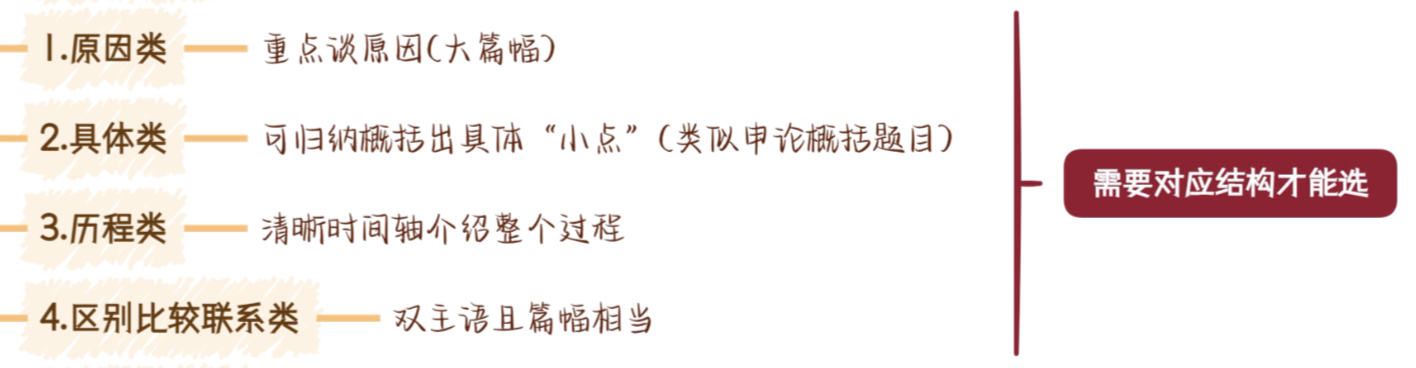 1.原因类
重点谈原因(大篇幅)
2.具体类
可归纳概括出具体“小点”(类似申论概括题目)
3.历程类
清晰时间轴介绍整个过程
4.区别比较联系类
双主语且篇幅相当
需要对应结构才能选